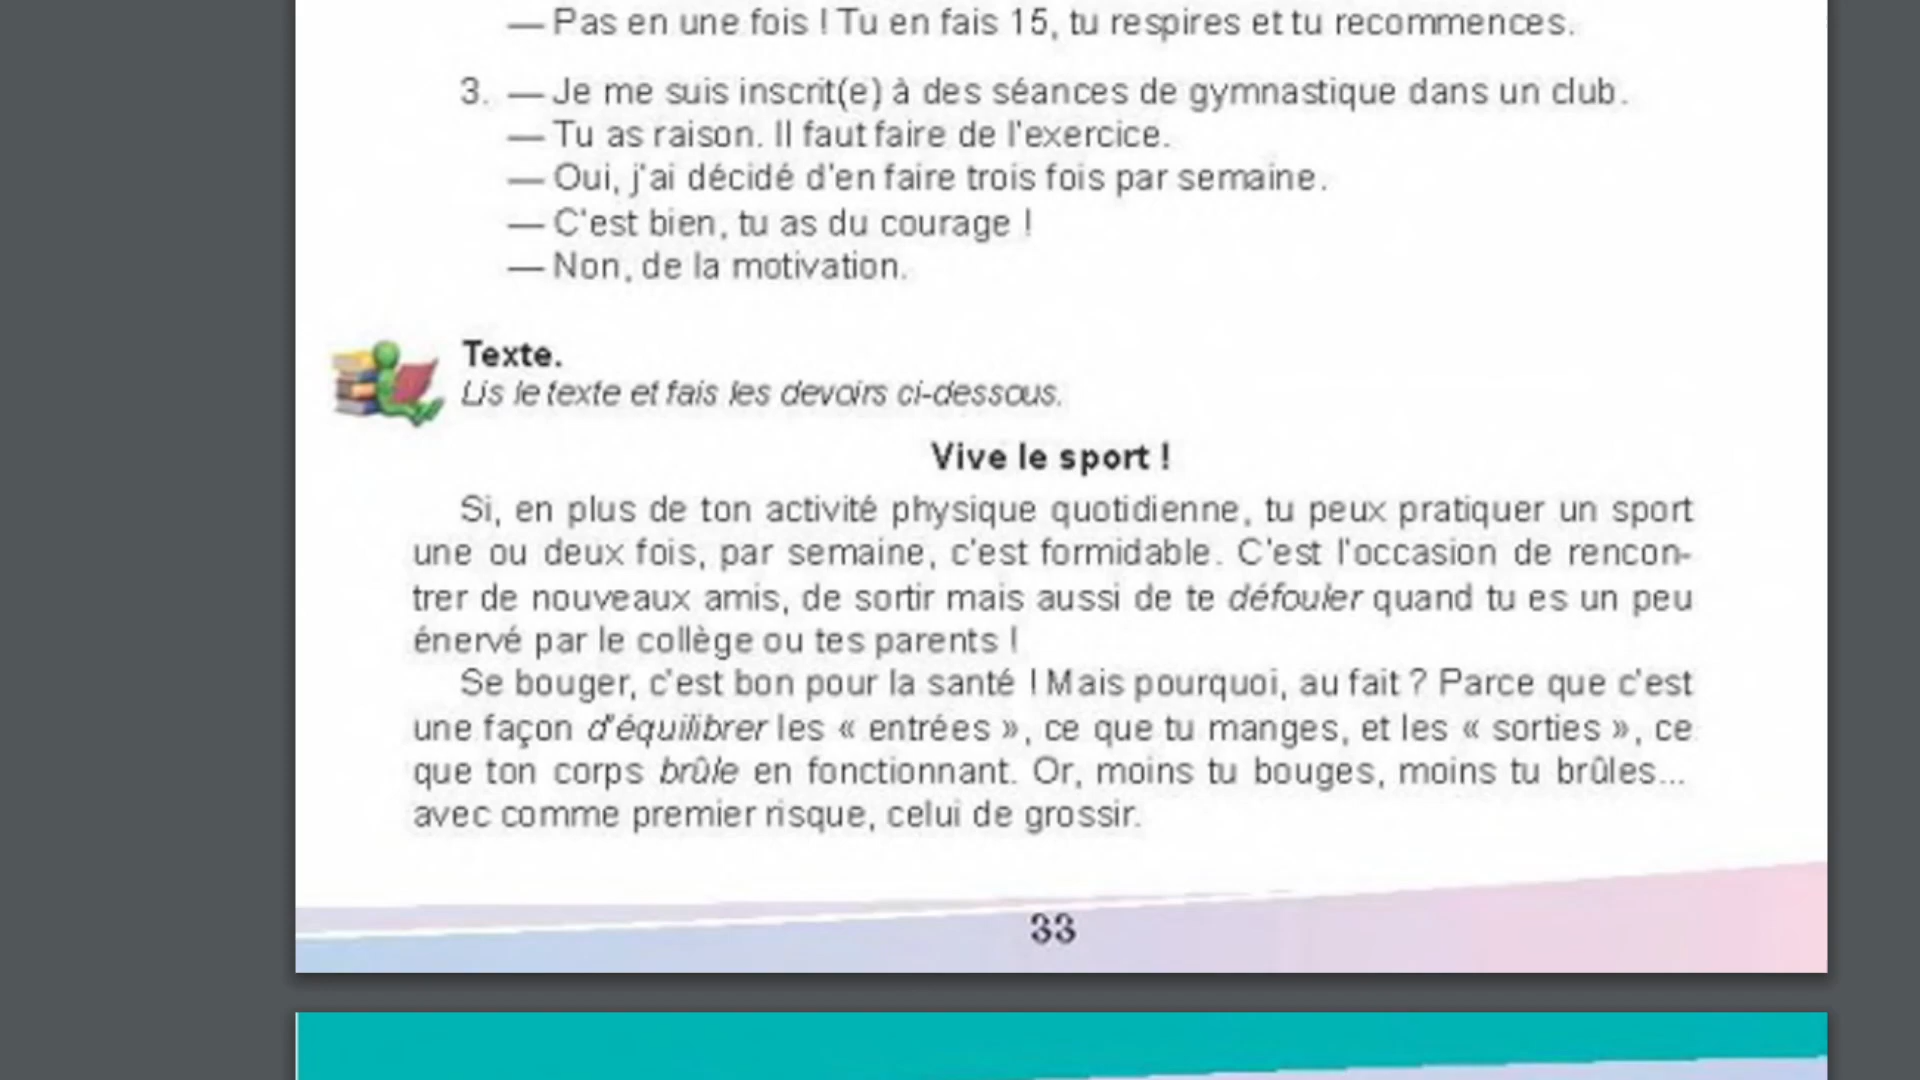 — Pas en une fois ! Tu en fais 15, tu respires et tu recommences.
3. — Je me suis inscrit(e) à des séances de gymnastique dans un club.
— Tu as raison. Il faut faire de l'exercice.
— Oui, j'ai décidé d'en faire trois fois par semaine.
— C'est bien, tu as du courage !
— Non, de la motivation.
Texte.
Lis le texte et fais les devoirs ci-dessous.
Vive le sport !
Si, en plus de ton activité physique quotidienne, tu peux pratiquer un sport
une ou deux fois, par semaine, c'est formidable. C'est l'occasion de rencon-
trer de nouveaux amis, de sortir mais aussi de te défouler quand tu es un peu
énervé par le collège ou tes parents !
Se bouger, c'est bon pour la santé ! Mais pourquoi, au fait ? Parce que c'est
une façon d'équilibrer les « entrées », ce que tu manges, et les « sorties », ce
que ton corps brûle en fonctionnant. Or, moins tu bouges, moins tu brûles...
avec comme premier risque, celui de grossir.
33